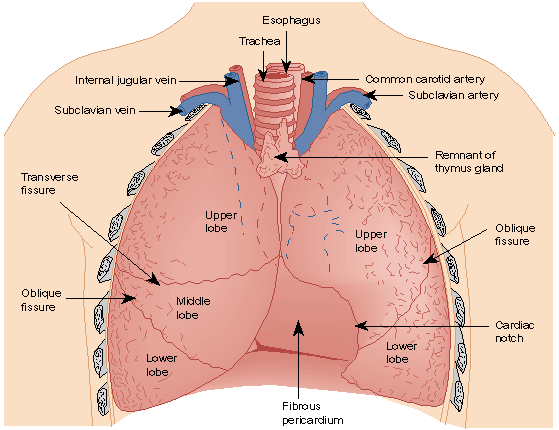 Esophagus
Trachea
Internal jugular vein
Common carotid artery
Subclavian vein
Subclavian artery
Remnant of
thymus gland
Transverse
fissure
Upper
lobe
Upper
lobe
Oblique
fissure
Oblique
fissure
Middle
lobe
Cardiac
notch
Lower
lobe
Lower
lobe
Fibrous
pericardium